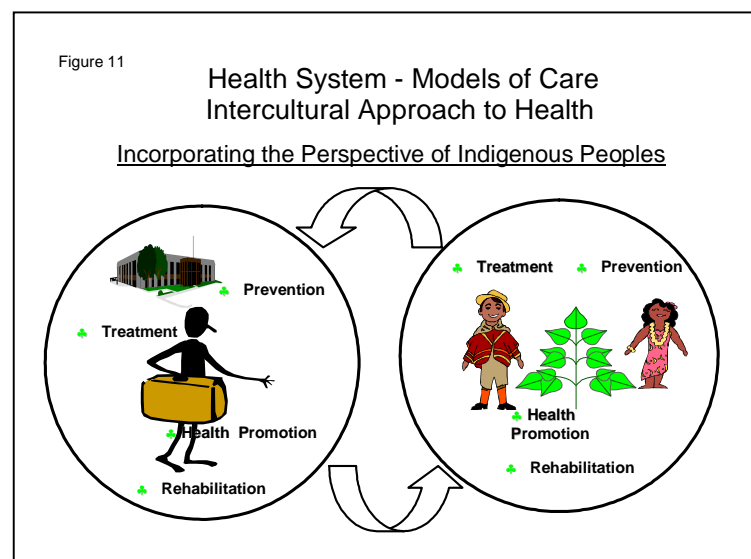 Figure 11
Health System - Models of Care
Intercultural Approach to Health
Incorporating the Perspective of Indigenous Peoples
Prevention
Treatment
Health Promotion
Rehabilitation
Treatment
Prevention
Health
Promotion
Rehabilitation